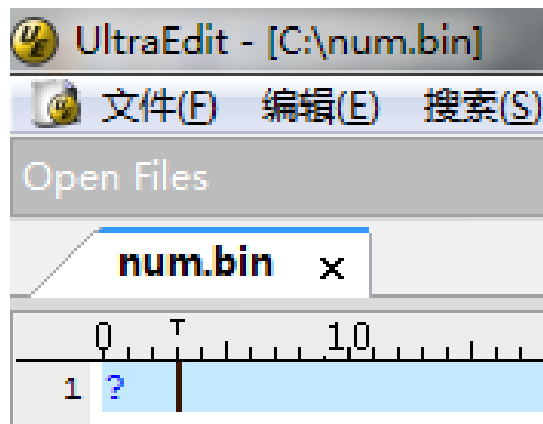 UltraEdit - [C:\num.bin]
文件(F) 编辑(E) 搜索(S)
Open Files
num.bin x
0 T 10
1 ?